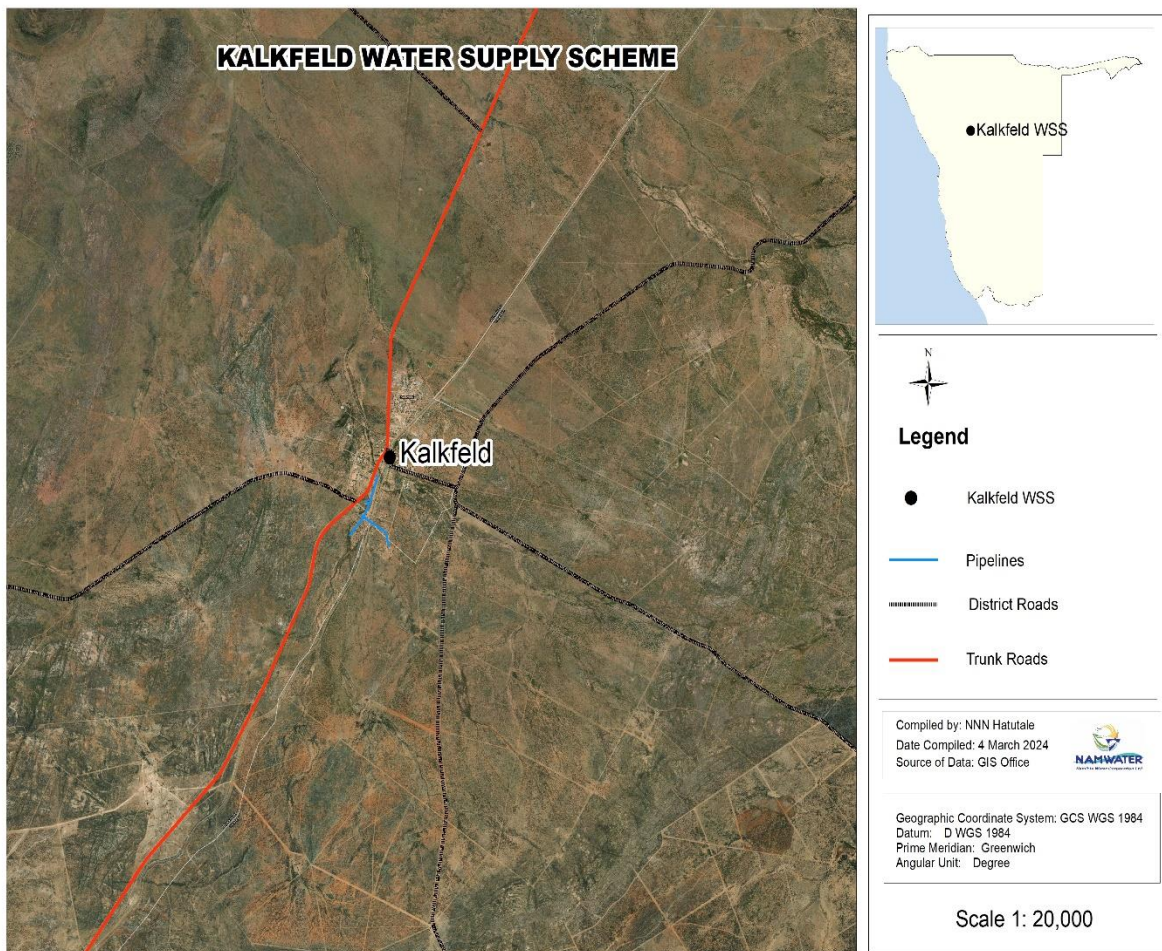 KALKFELD WATER SUPPLY SCHEME
Kalkfeld
Kalkfeld WSS
N
Legend
Kalkfeld WSS
Pipelines
District Roads
Trunk Roads
Compiled by: NNN Hatutale
Date Compiled: 4 March 2024
Source of Data: GIS Office
NAMWATER
Geographic Coordinate System: GCS WGS 1984
Datum: D WGS 1984
Prime Meridian: Greenwich
Angular Unit: Degree
Scale 1: 20,000